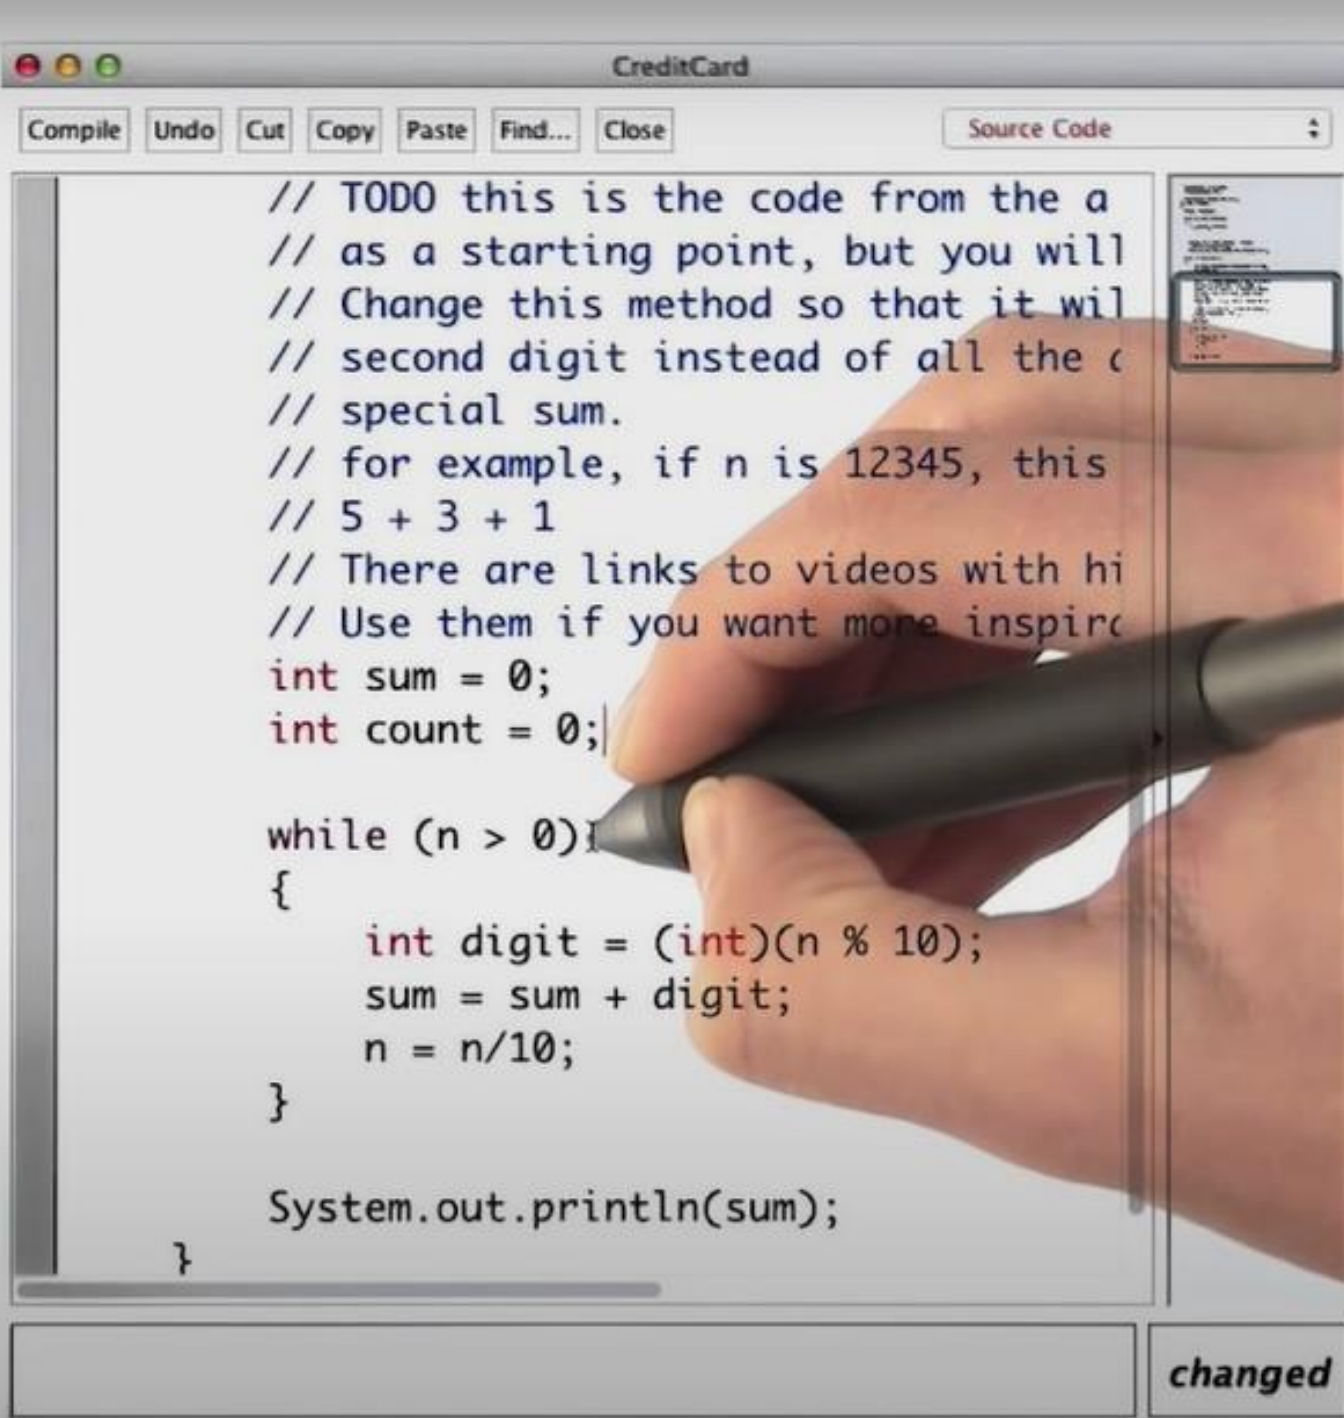 CreditCard
Compile Undo Cut Copy Paste Find... Close Source Code
// TODO this is the code from the a
// as a starting point, but you will
// Change this method so that it wil
// second digit instead of all the
// special sum.
// for example, if n is 12345, this
// 5 + 3 + 1
// There are links to videos with hi
// Use them if you want more inspir
int sum = 0;
int count = 0;
while (n > 0)
{
int digit = (int)(n % 10);
sum = sum + digit;
n = n/10;
}
System.out.println(sum);
}
changed